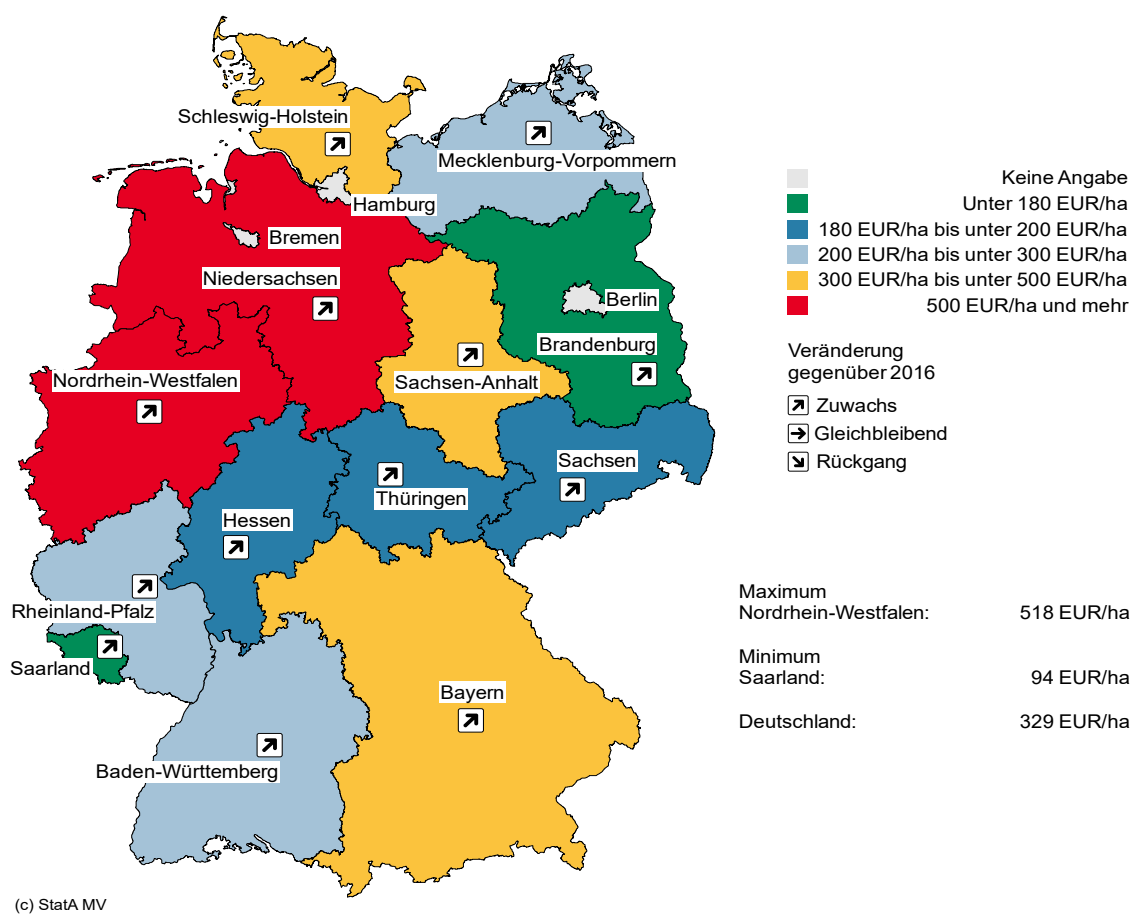 Schleswig-Holstein
Mecklenburg-Vorpommern
Hamburg
Bremen
Niedersachsen
Berlin
Brandenburg
Nordrhein-Westfalen
Sachsen-Anhalt
Sachsen
Thüringen
Hessen
Rheinland-Pfalz
Saarland
Bayern
Baden-Württemberg
Keine Angabe
Unter 180 EUR/ha
180 EUR/ha bis unter 200 EUR/ha
200 EUR/ha bis unter 300 EUR/ha
300 EUR/ha bis unter 500 EUR/ha
500 EUR/ha und mehr
Veränderung
gegenüber 2016
Zuwachs
Gleichbleibend
Rückgang
Maximum
Nordrhein-Westfalen: 518 EUR/ha
Minimum
Saarland: 94 EUR/ha
Deutschland: 329 EUR/ha
(c) StatA MV